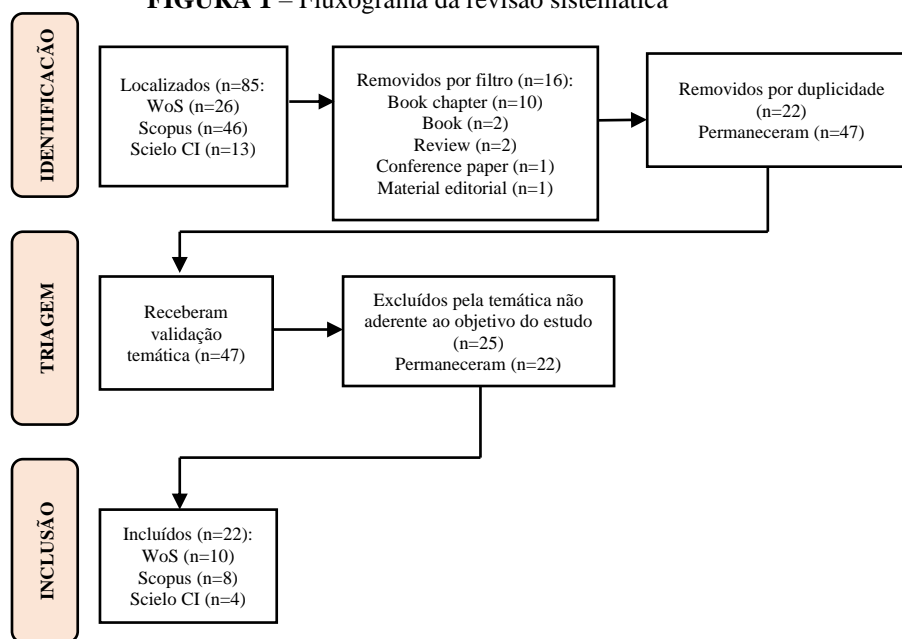 FIGURA 1 – Fluxograma da revisão sistemática
IDENTIFICACÃO
Localizados (n=85:
WoS (n=26)
Scopus (n=46)
Scielo CI (n=13)
Removidos por filtro (n=16):
Book chapter (n=10)
Book (n=2)
Review (n=2)
Conference paper (n=1)
Material editorial (n=1)
Removidos por duplicidade
(n=22)
Permaneceram (n=47)
TRIAGEM
Receberam
validação
temática (n=47)
Excluídos pela temática não
aderente ao objetivo do estudo
(n=25)
Permaneceram (n=22)
INCLUSÃO
Incluídos (n=22):
WoS (n=10)
Scopus (n=8)
Scielo CI (n=4)